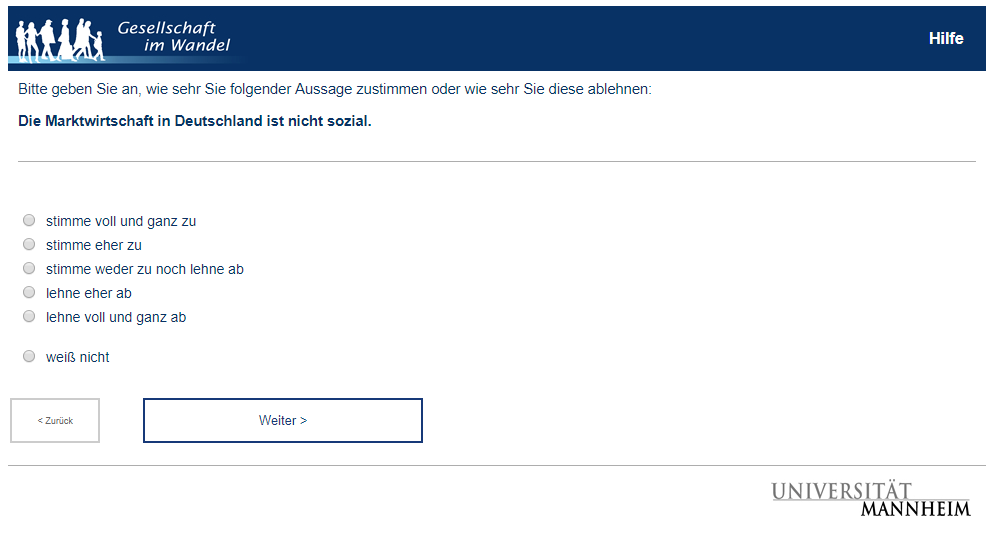 Gesellschaft
im Wandel
Hilfe
Bitte geben Sie an, wie sehr Sie folgender Aussage zustimmen oder wie sehr Sie diese ablehnen:
Die Marktwirtschaft in Deutschland ist nicht sozial.
stimme voll und ganz zu
stimme eher zu
stimme weder zu noch lehne ab
lehne eher ab
lehne voll und ganz ab
weiß nicht
< Zurück
Weiter >
UNIVERSITÄT
MANNHEIM